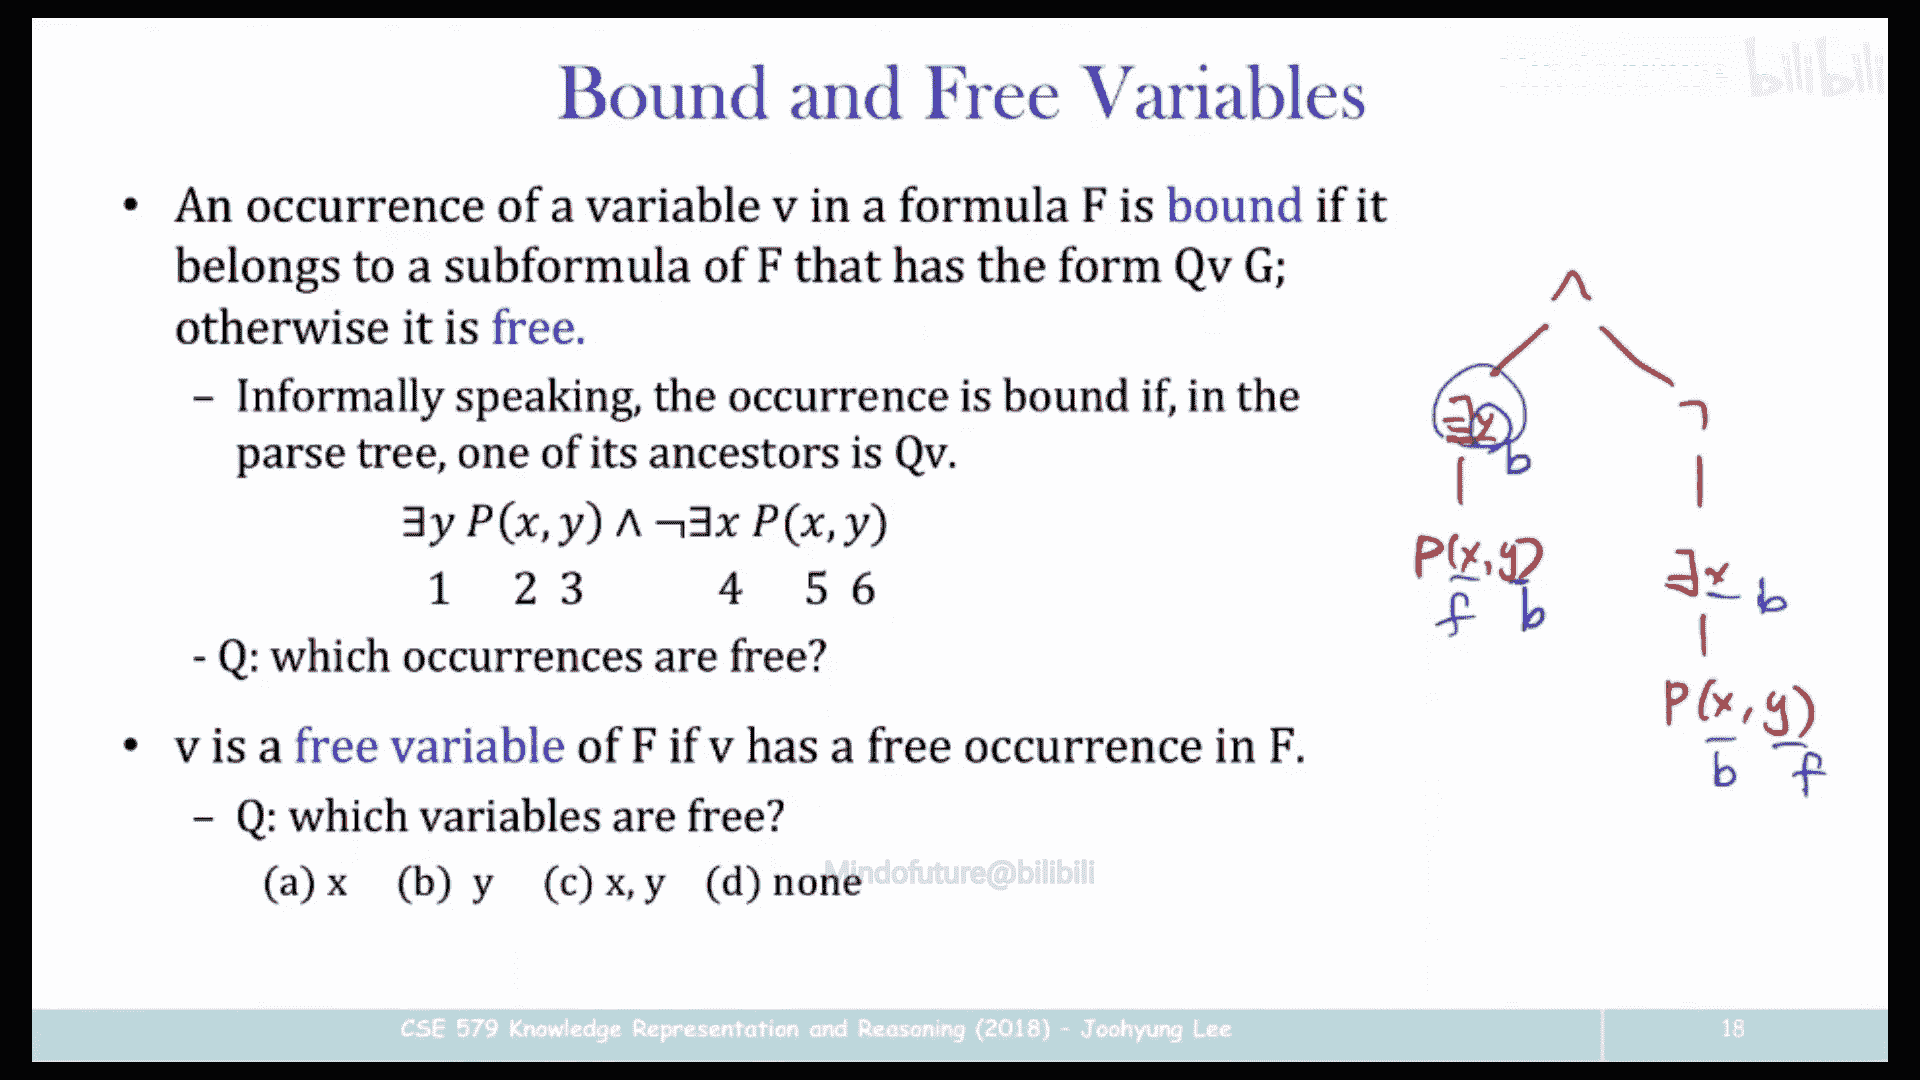 Bound and Free Variables
bilibili
• An occurrence of a variable v in a formula F is bound if it
belongs to a subformula of F that has the form Qv G;
otherwise it is free.
– Informally speaking, the occurrence is bound if, in the
parse tree, one of its ancestors is Qv.
∃y P(x, y) ∧ ¬∃x P(x, y)
1 2 3 4 5 6
- Q: which occurrences are free?
• v is a free variable of F if v has a free occurrence in F.
– Q: which variables are free?
(a) x (b) y (c) x, y (d) none
Mindofuture@bilibili
∧
∃y b
¬
P(x, y)
f b
∃x b
P(x, y)
b f
CSE 579 Knowledge Representation and Reasoning (2018) - Joohyung Lee
18